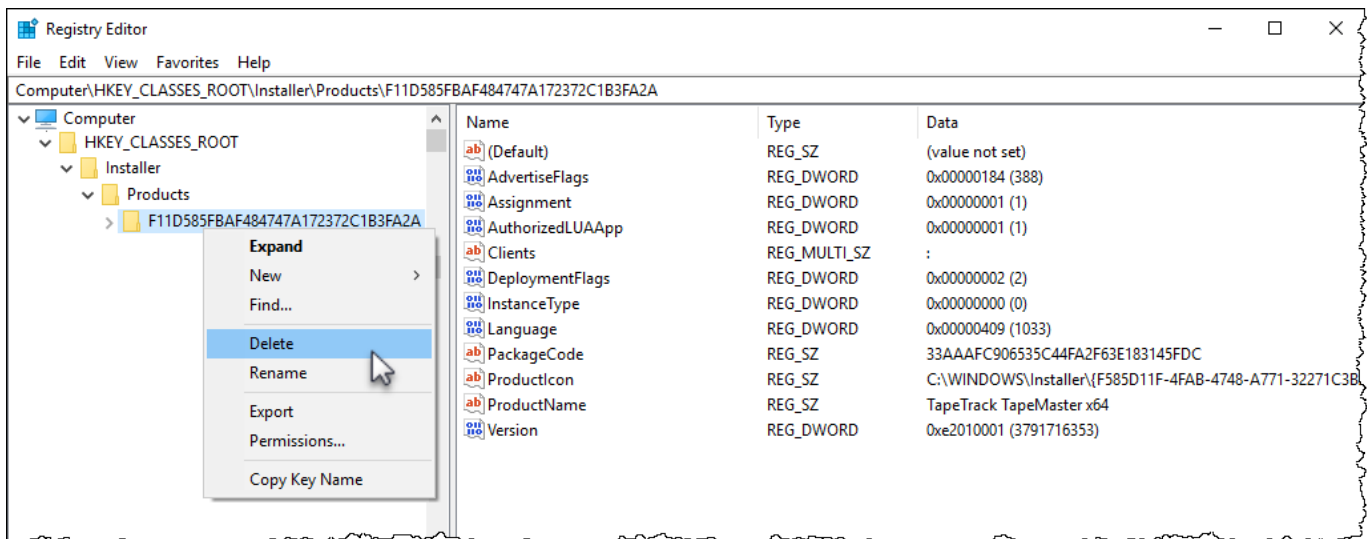 Registry Editor
File Edit View Favorites Help
Computer\HKEY_CLASSES_ROOT\Installer\Products\F11D585FBAF484747A172372C1B3FA2A
Computer
HKEY_CLASSES_ROOT
Installer
Products
F11D585FBAF484747A172372C1B3FA2A
Expand
New
Find...
Delete
Rename
Export
Permissions...
Copy Key Name
Name Type Data
(Default) REG_SZ (value not set)
AdvertiseFlags REG_DWORD 0x00000184 (388)
Assignment REG_DWORD 0x00000001 (1)
AuthorizedLUAApp REG_DWORD 0x00000001 (1)
Clients REG_MULTI_SZ :
DeploymentFlags REG_DWORD 0x00000002 (2)
InstanceType REG_DWORD 0x00000000 (0)
Language REG_DWORD 0x00000409 (1033)
PackageCode REG_SZ 33AAAFC906535C44FA2F63E183145FDC
ProductIcon REG_SZ C:\WINDOWS\Installer\{F585D11F-4FAB-4748-A771-32271C3B
ProductName REG_SZ TapeTrack TapeMaster x64
Version REG_DWORD 0xe2010001 (3791716353)